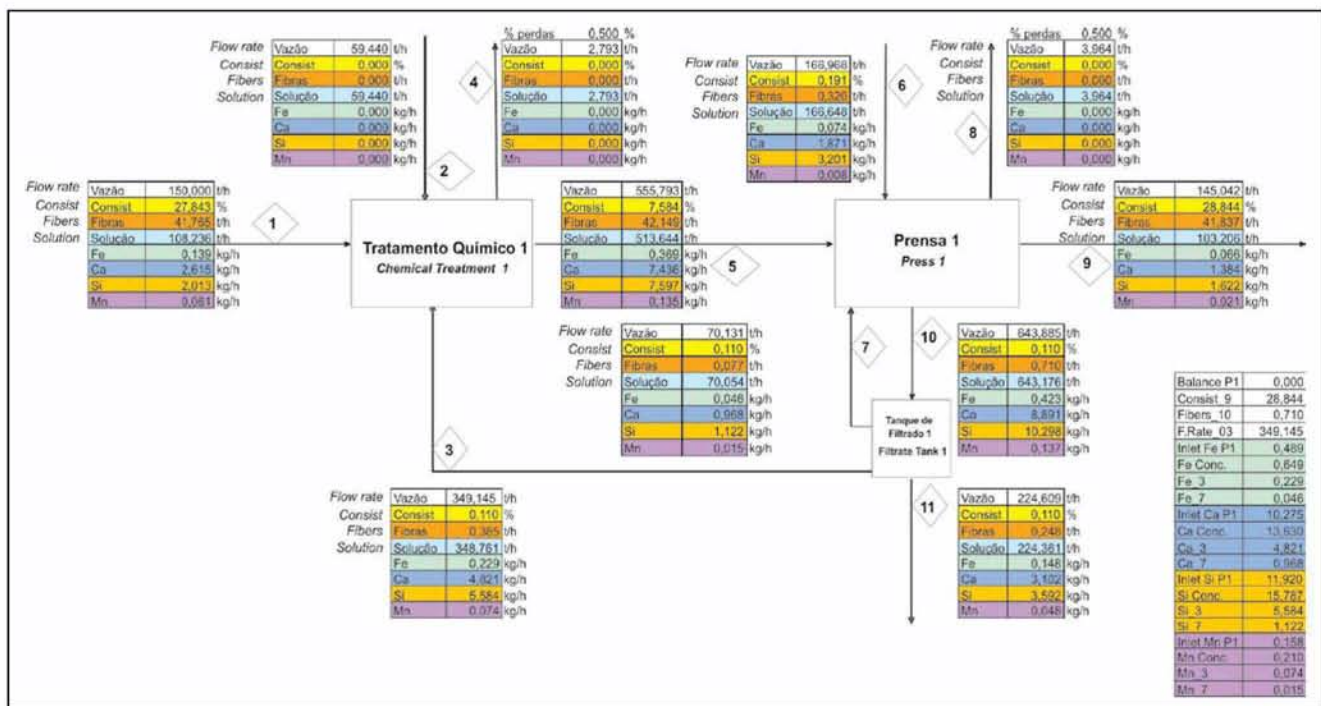 Flow rate Vazão 59,440 t/h
Consist Consist 0,000 %
Fibers Fibras 0,000 t/h
Solution Solução 59,440 t/h
Fe 0,000 kg/h
Ca 0,000 kg/h
Si 0,000 kg/h
Mn 0,000 kg/h
2
4
% perdas 0,500 %
Vazão 2,793 t/h
Consist 0,000 %
Fibras 0,000 t/h
Solução 2,793 t/h
Fe 0,000 kg/h
Ca 0,000 kg/h
Si 0,000 kg/h
Mn 0,000 kg/h
Flow rate Vazão 166,968 t/h
Consist Consist 0,191 %
Fibers Fibras 0,320 t/h
Solution Solução 166,648 t/h
Fe 0,074 kg/h
Ca 1,871 kg/h
Si 3,201 kg/h
Mn 0,008 kg/h
6
8
% perdas 0,500 %
Flow rate Vazão 3,964 t/h
Consist Consist 0,000 %
Fibers Fibras 0,000 t/h
Solution Solução 3,964 t/h
Fe 0,000 kg/h
Ca 0,000 kg/h
Si 0,000 kg/h
Mn 0,000 kg/h
Flow rate Vazão 150,000 t/h
Consist Consist 27,843 %
Fibers Fibras 41,765 t/h
Solution Solução 108,236 t/h
Fe 0,139 kg/h
Ca 2,615 kg/h
Si 2,013 kg/h
Mn 0,061 kg/h
1
Tratamento Químico 1
Chemical Treatment 1
Vazão 555,793 t/h
Consist 7,584 %
Fibras 42,149 t/h
Solução 513,644 t/h
Fe 0,369 kg/h
Ca 7,436 kg/h
Si 7,597 kg/h
Mn 0,135 kg/h
5
Prensa 1
Press 1
Flow rate Vazão 145,042 t/h
Consist Consist 28,844 %
Fibers Fibras 41,837 t/h
Solution Solução 103,206 t/h
Fe 0,066 kg/h
Ca 1,384 kg/h
Si 1,622 kg/h
Mn 0,021 kg/h
9
Flow rate Vazão 70,131 t/h
Consist Consist 0,110 %
Fibers Fibras 0,077 t/h
Solution Solução 70,054 t/h
Fe 0,046 kg/h
Ca 0,968 kg/h
Si 1,122 kg/h
Mn 0,015 kg/h
7
10
Vazão 643,885 t/h
Consist 0,110 %
Fibras 0,710 t/h
Solução 643,176 t/h
Fe 0,423 kg/h
Ca 8,891 kg/h
Si 10,298 kg/h
Mn 0,137 kg/h
Tanque de
Filtrado 1
Filtrate Tank 1
3
11
Flow rate Vazão 349,145 t/h
Consist Consist 0,110 %
Fibers Fibras 0,385 t/h
Solution Solução 348,761 t/h
Fe 0,229 kg/h
Ca 4,821 kg/h
Si 5,584 kg/h
Mn 0,074 kg/h
Vazão 224,609 t/h
Consist 0,110 %
Fibras 0,248 t/h
Solução 224,361 t/h
Fe 0,148 kg/h
Ca 3,102 kg/h
Si 3,592 kg/h
Mn 0,048 kg/h
Balance P1 0,000
Consist_9 28,844
Fibers_10 0,710
F.Rate_03 349,145
Inlet Fe P1 0,489
Fe Conc. 0,649
Fe_3 0,229
Fe_7 0,046
Inlet Ca P1 10,275
Ca Conc. 13,630
Ca_3 4,821
Ca_7 0,968
Inlet Si P1 11,920
Si Conc. 15,787
Si_3 5,584
Si_7 1,122
Inlet Mn P1 0,158
Mn Conc. 0,210
Mn_3 0,074
Mn_7 0,015